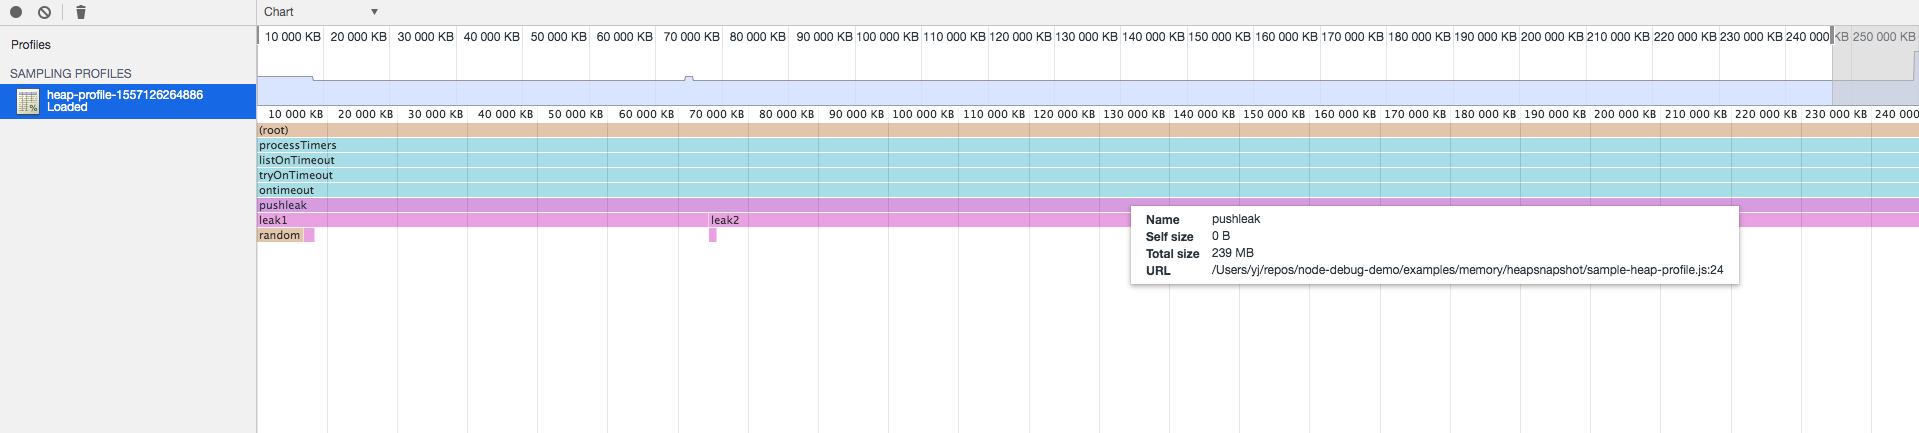 Chart
Profiles
SAMPLING PROFILES
heap-profile-1557126264886
Loaded
%
10 000 KB 20 000 KB 30 000 KB 40 000 KB 50 000 KB 60 000 KB 70 000 KB 80 000 KB 90 000 KB 100 000 KB 110 000 KB 120 000 KB 130 000 KB 140 000 KB 150 000 KB 160 000 KB 170 000 KB 180 000 KB 190 000 KB 200 000 KB 210 000 KB 220 000 KB 230 000 KB 240 000 KB 250 000 KB
10 000 KB 20 000 KB 30 000 KB 40 000 KB 50 000 KB 60 000 KB 70 000 KB 80 000 KB 90 000 KB 100 000 KB 110 000 KB 120 000 KB 130 000 KB 140 000 KB 150 000 KB 160 000 KB 170 000 KB 180 000 KB 190 000 KB 200 000 KB 210 000 KB 220 000 KB 230 000 KB 240 000
(root)
processTimers
listOnTimeout
tryOnTimeout
ontimeout
pushleak
leak1 leak2
random
Name pushleak
Self size 0 B
Total size 239 MB
URL /Users/yj/repos/node-debug-demo/examples/memory/heapsnapshot/sample-heap-profile.js:24